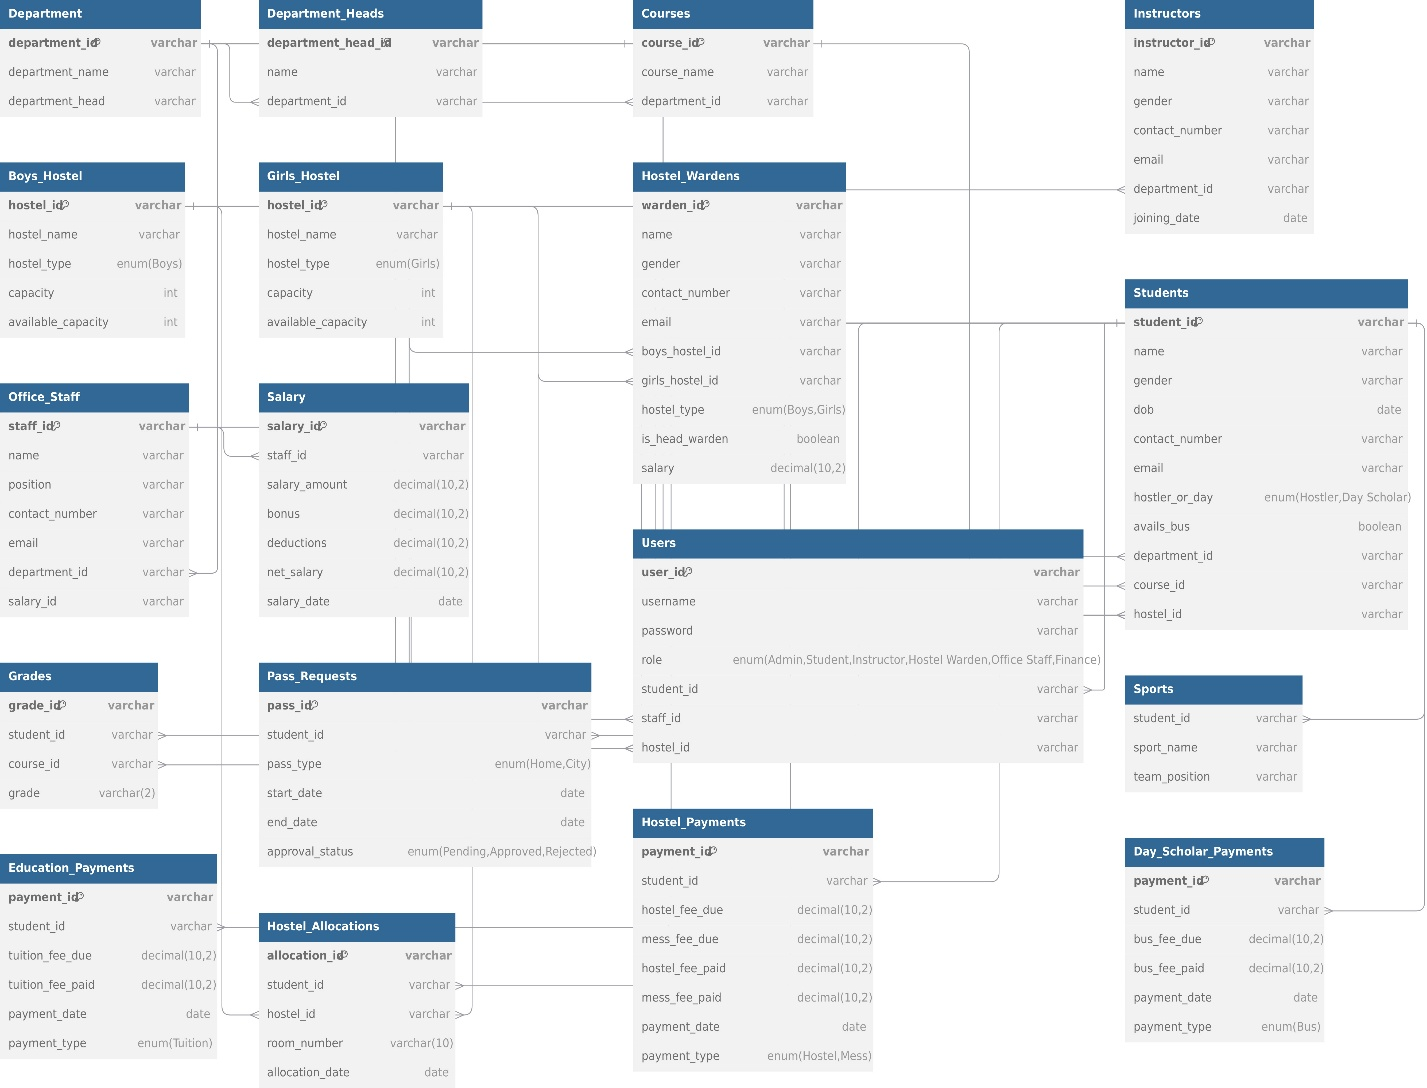 Department
department_id varchar
department_name varchar
department_head varchar
Department_Heads
department_head_id varchar
name varchar
department_id varchar
Courses
course_id varchar
course_name varchar
department_id varchar
Instructors
instructor_id varchar
name varchar
gender varchar
contact_number varchar
email varchar
department_id varchar
joining_date date
Boys_Hostel
hostel_id varchar
hostel_name varchar
hostel_type enum(Boys)
capacity int
available_capacity int
Girls_Hostel
hostel_id varchar
hostel_name varchar
hostel_type enum(Girls)
capacity int
available_capacity int
Hostel_Wardens
warden_id varchar
name varchar
gender varchar
contact_number varchar
email varchar
boys_hostel_id varchar
girls_hostel_id varchar
hostel_type enum(Boys,Girls)
is_head_warden boolean
salary decimal(10,2)
Students
student_id varchar
name varchar
gender varchar
dob date
contact_number varchar
email varchar
hostler_or_day enum(Hostler,Day Scholar)
avails_bus boolean
department_id varchar
course_id varchar
hostel_id varchar
Office_Staff
staff_id varchar
name varchar
position varchar
contact_number varchar
email varchar
department_id varchar
salary_id varchar
Salary
salary_id varchar
staff_id varchar
salary_amount decimal(10,2)
bonus decimal(10,2)
deductions decimal(10,2)
net_salary decimal(10,2)
salary_date date
Users
user_id varchar
username varchar
password varchar
role enum(Admin,Student,Instructor,Hostel Warden,Office Staff,Finance)
student_id varchar
staff_id varchar
hostel_id varchar
Grades
grade_id varchar
student_id varchar
course_id varchar
grade varchar(2)
Pass_Requests
pass_id varchar
student_id varchar
pass_type enum(Home,City)
start_date date
end_date date
approval_status enum(Pending,Approved,Rejected)
Sports
student_id varchar
sport_name varchar
team_position varchar
Education_Payments
payment_id varchar
student_id varchar
tuition_fee_due decimal(10,2)
tuition_fee_paid decimal(10,2)
payment_date date
payment_type enum(Tuition)
Hostel_Allocations
allocation_id varchar
student_id varchar
hostel_id varchar
room_number varchar(10)
allocation_date date
Hostel_Payments
payment_id varchar
student_id varchar
hostel_fee_due decimal(10,2)
mess_fee_due decimal(10,2)
hostel_fee_paid decimal(10,2)
mess_fee_paid decimal(10,2)
payment_date date
payment_type enum(Hostel,Mess)
Day_Scholar_Payments
payment_id varchar
student_id varchar
bus_fee_due decimal(10,2)
bus_fee_paid decimal(10,2)
payment_date date
payment_type enum(Bus)